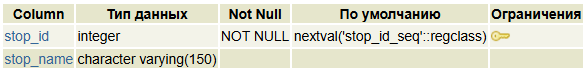 Column Тип данных Not Null По умолчанию Ограничения
stop_id integer NOT NULL nextval('stop_id_seq'::regclass)
stop_name character varying(150)